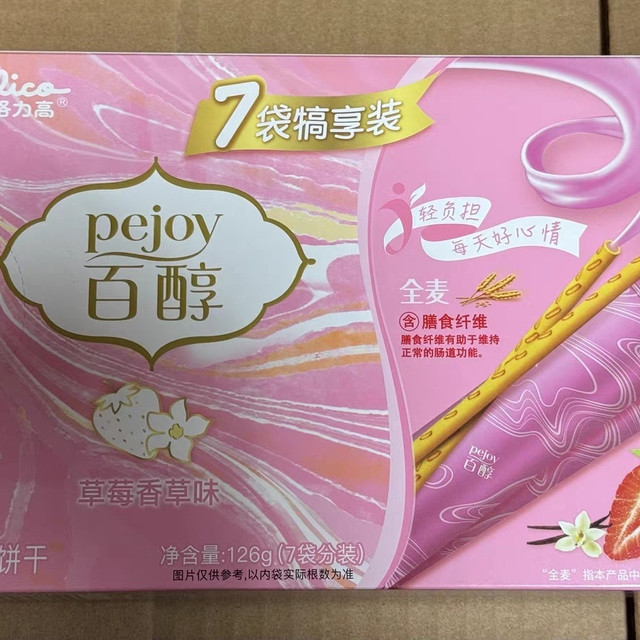 lico
格力高®
7袋犒享装
pejoy
百醇
轻负担
每天好心情
全麦
含膳食纤维
膳食纤维有助于维持
正常的肠道功能。
pejoy
百醇
草莓香草味
饼干
净含量:126g(7袋分装)
图片仅供参考,以内袋实际根数为准
“全麦”指本产品中